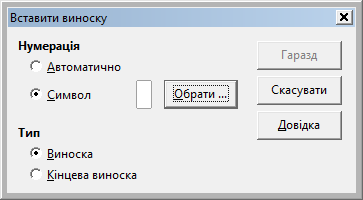 Вставити виноску
Нумерація
Автоматично
Символ
Обрати ...
Тип
Виноска
Кінцева виноска
Гаразд
Скасувати
Довідка